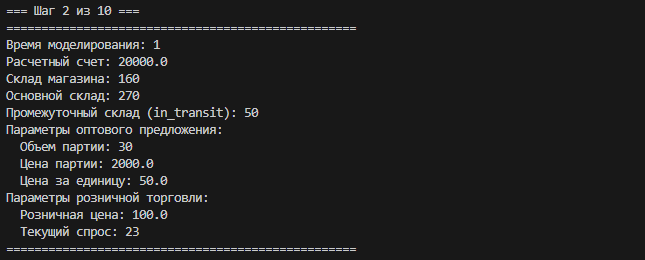 === Шаг 2 из 10 ===
==================================================
Время моделирования: 1
Расчетный счет: 20000.0
Склад магазина: 160
Основной склад: 270
Промежуточный склад (in_transit): 50
Параметры оптового предложения:
  Объем партии: 30
  Цена партии: 2000.0
  Цена за единицу: 50.0
Параметры розничной торговли:
  Розничная цена: 100.0
  Текущий спрос: 23
==================================================